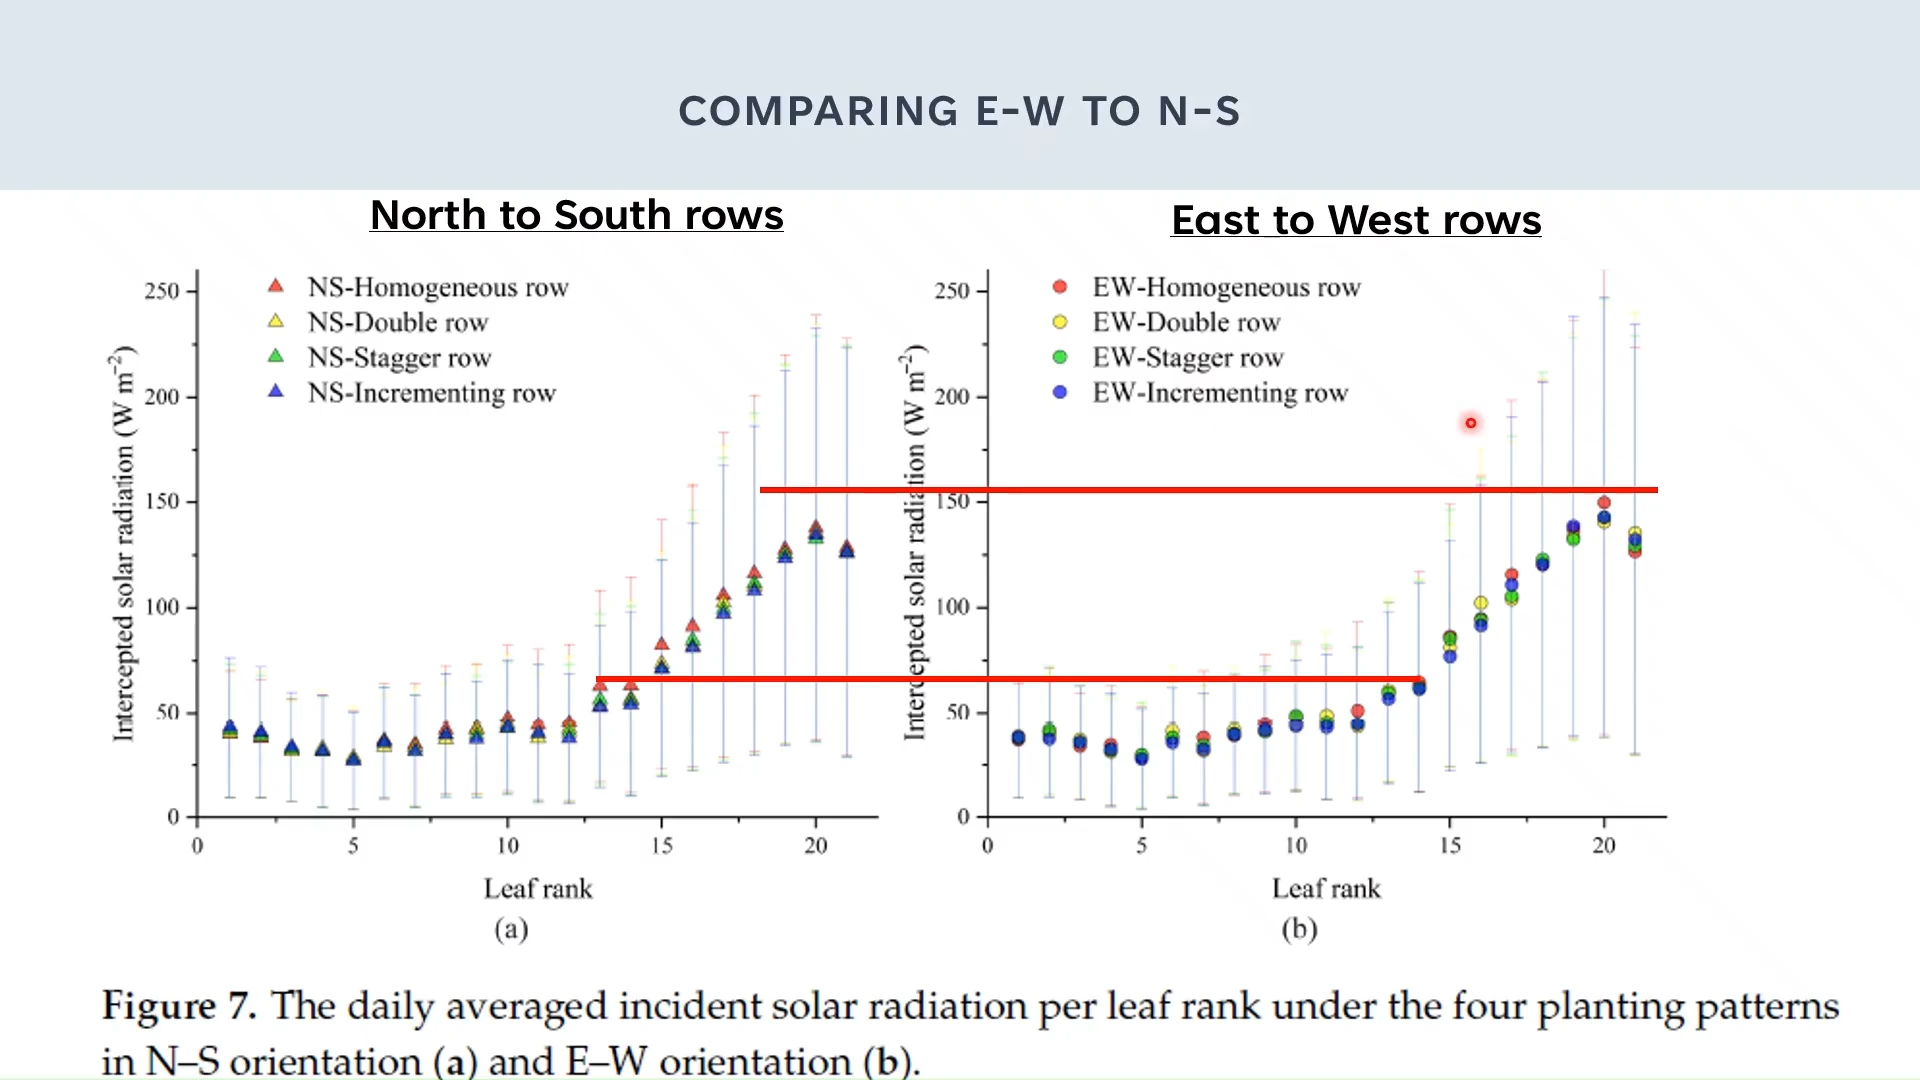 COMPARING E-W TO N-S
North to South rows
East to West rows
NS-Homogeneous row
NS-Double row
NS-Stagger row
NS-Incrementing row
250
200
150
100
50
0
0 5 10 15 20
Intercepted solar radiation (W m⁻²)
Leaf rank
(a)
EW-Homogeneous row
EW-Double row
EW-Stagger row
EW-Incrementing row
250
200
150
100
50
0
0 5 10 15 20
Intercepted solar radiation (W m⁻²)
Leaf rank
(b)
Figure 7. The daily averaged incident solar radiation per leaf rank under the four planting patterns
in N–S orientation (a) and E–W orientation (b).